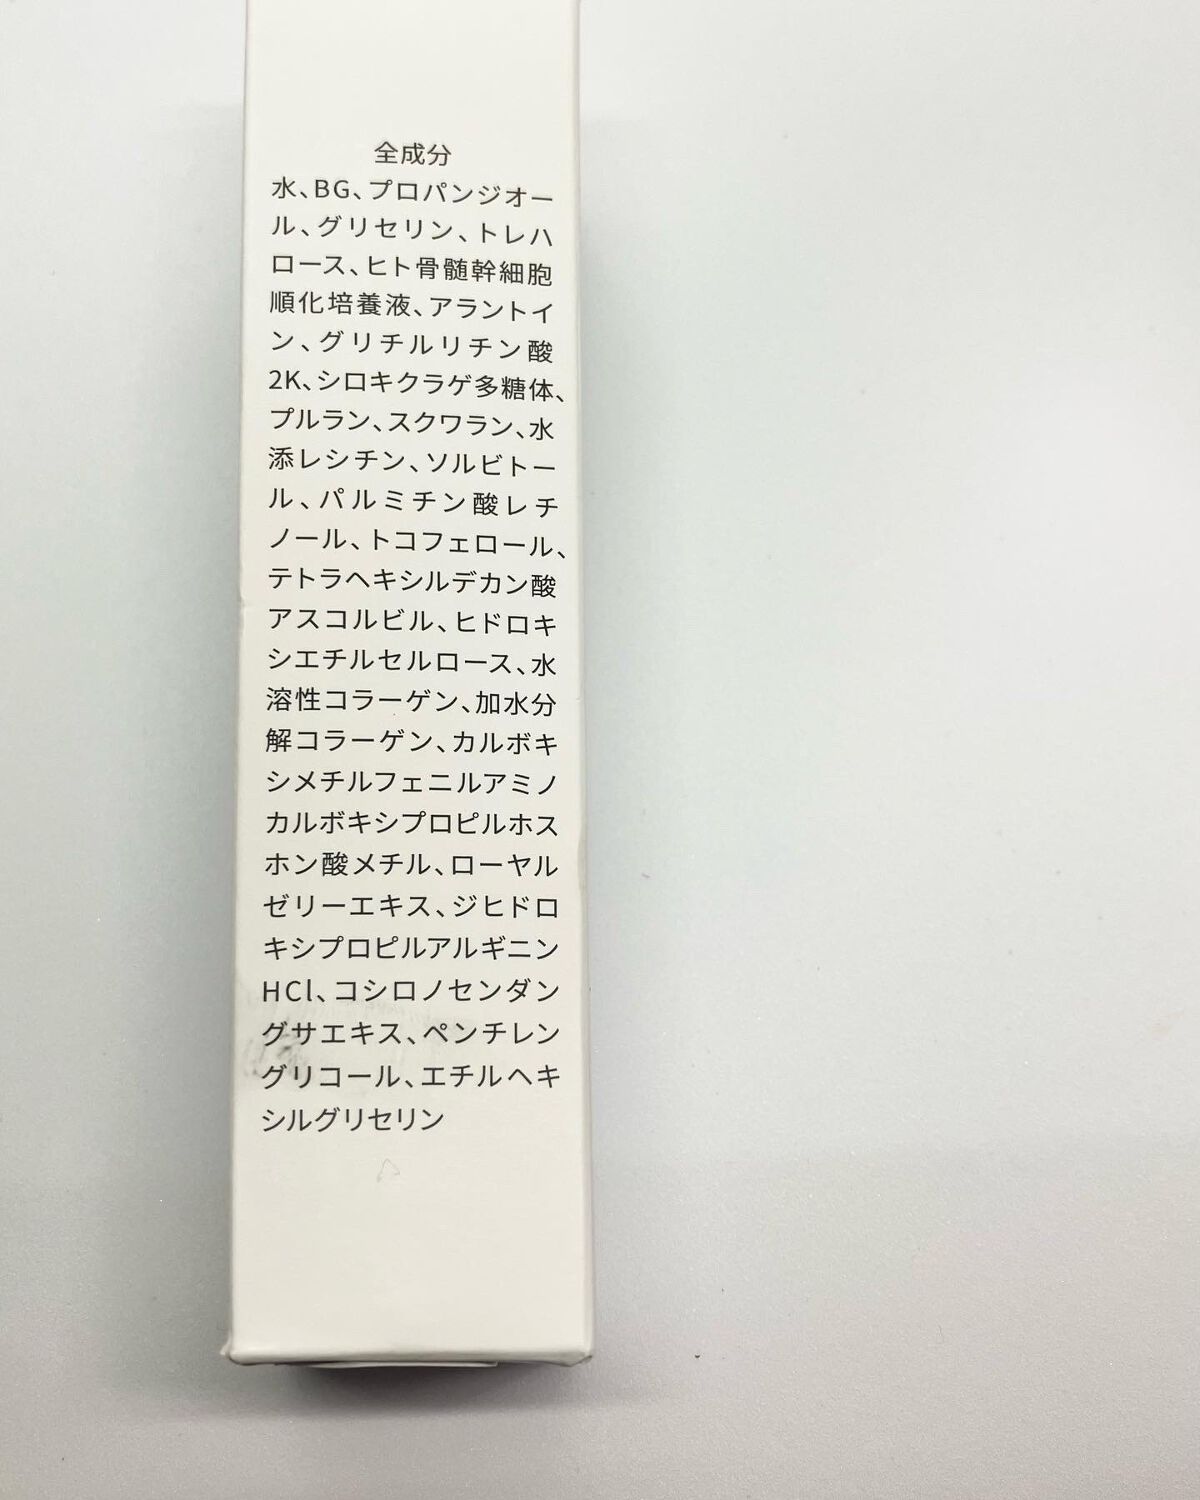 全成分
水、BG、プロパンジオー
ル、グリセリン、トレハ
ロース、ヒト骨髄幹細胞
順化培養液、アラントイ
ン、グリチルリチン酸
2K、シロキクラゲ多糖体、
プルラン、スクワラン、水
添レシチン、ソルビトー
ル、パルミチン酸レチ
ノール、トコフェロール、
テトラヘキシルデカン酸
アスコルビル、ヒドロキ
シエチルセルロース、水
溶性コラーゲン、加水分
解コラーゲン、カルボキ
シメチルフェニルアミノ
カルボキシプロピルホス
ホン酸メチル、ローヤル
ゼリーエキス、ジヒドロ
キシプロピルアルギニン
HCl、コシロノセンダン
グサエキス、ペンチレン
グリコール、エチルヘキ
シルグリセリン